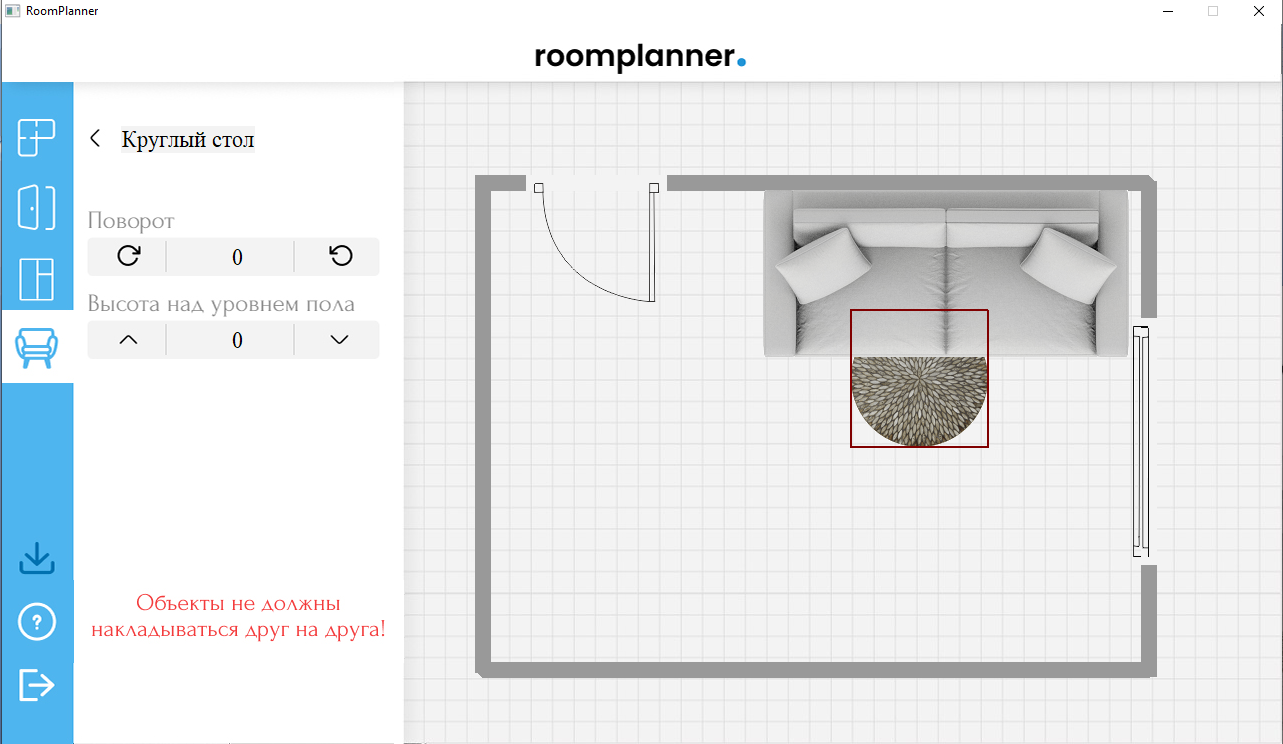 RoomPlanner
roomplanner.
Круглый стол
Поворот
0
Высота над уровнем пола
0
Объекты не должны
накладываться друг на друга!
?